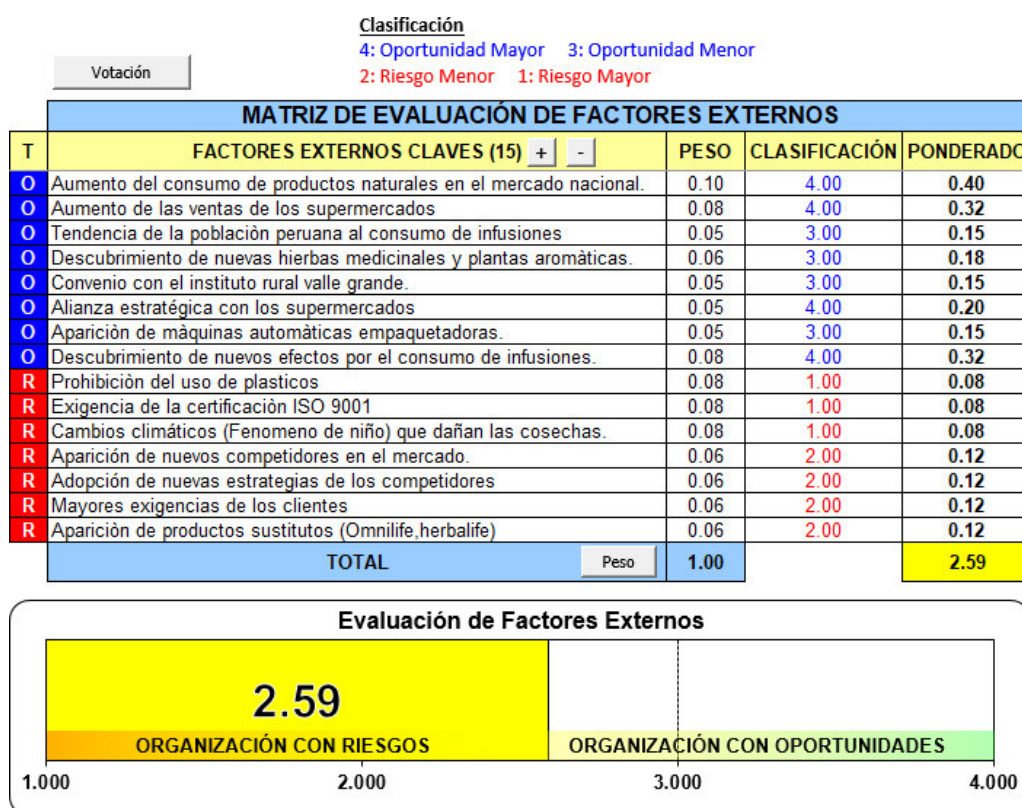 Clasificación
4: Oportunidad Mayor 3: Oportunidad Menor
Votación
2: Riesgo Menor 1: Riesgo Mayor
MATRIZ DE EVALUACIÓN DE FACTORES EXTERNOS
T FACTORES EXTERNOS CLAVES (15) + - PESO CLASIFICACIÓN PONDERADO
O Aumento del consumo de productos naturales en el mercado nacional. 0.10 4.00 0.40
O Aumento de las ventas de los supermercados 0.08 4.00 0.32
O Tendencia de la poblaciòn peruana al consumo de infusiones 0.05 3.00 0.15
O Descubrimiento de nuevas hierbas medicinales y plantas aromàticas. 0.06 3.00 0.18
O Convenio con el instituto rural valle grande. 0.05 3.00 0.15
O Alianza estratégica con los supermercados 0.05 4.00 0.20
O Apariciòn de màquinas automàticas empaquetadoras. 0.05 3.00 0.15
O Descubrimiento de nuevos efectos por el consumo de infusiones. 0.08 4.00 0.32
R Prohibiciòn del uso de plasticos 0.08 1.00 0.08
R Exigencia de la certificaciòn ISO 9001 0.08 1.00 0.08
R Cambios climáticos (Fenomeno de niño) que dañan las cosechas. 0.08 1.00 0.08
R Aparición de nuevos competidores en el mercado. 0.06 2.00 0.12
R Adopción de nuevas estrategias de los competidores 0.06 2.00 0.12
R Mayores exigencias de los clientes 0.06 2.00 0.12
R Aparición de productos sustitutos (Omnilife,herbalife) 0.06 2.00 0.12
TOTAL Peso 1.00 2.59
Evaluación de Factores Externos
2.59
ORGANIZACIÓN CON RIESGOS ORGANIZACIÓN CON OPORTUNIDADES
1.000 2.000 3.000 4.000